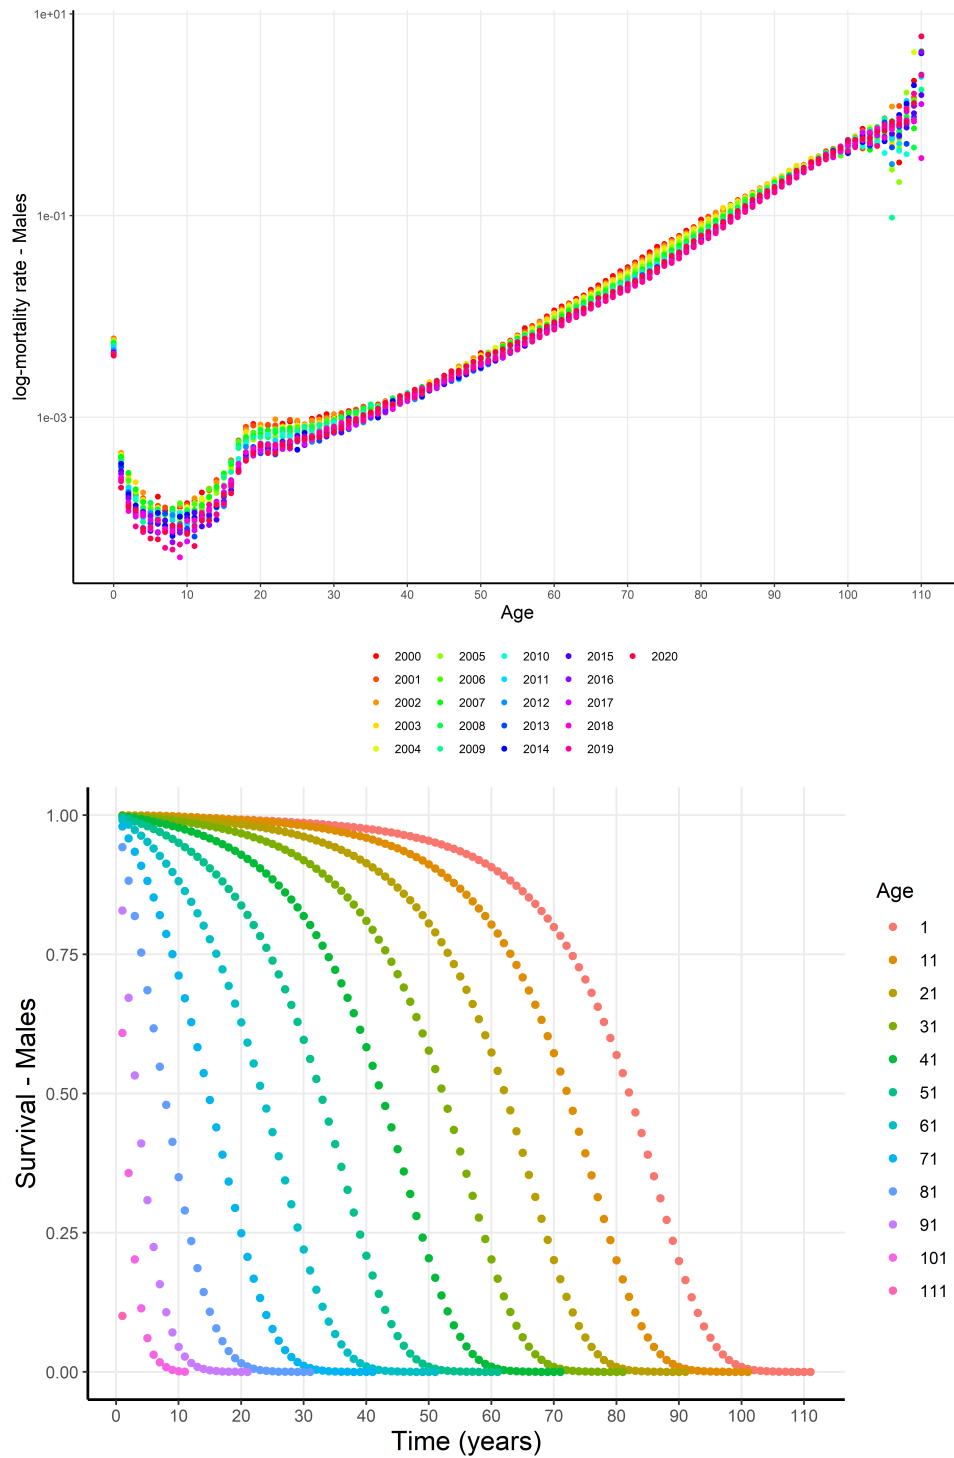 1e+01
1e-01
1e-03
log-mortality rate - Males
0 10 20 30 40 50 60 70 80 90 100 110
Age
2000 2005 2010 2015 2020
2001 2006 2011 2016
2002 2007 2012 2017
2003 2008 2013 2018
2004 2009 2014 2019
1.00
0.75
0.50
0.25
0.00
Survival - Males
0 10 20 30 40 50 60 70 80 90 100 110
Time (years)
Age
1
11
21
31
41
51
61
71
81
91
101
111